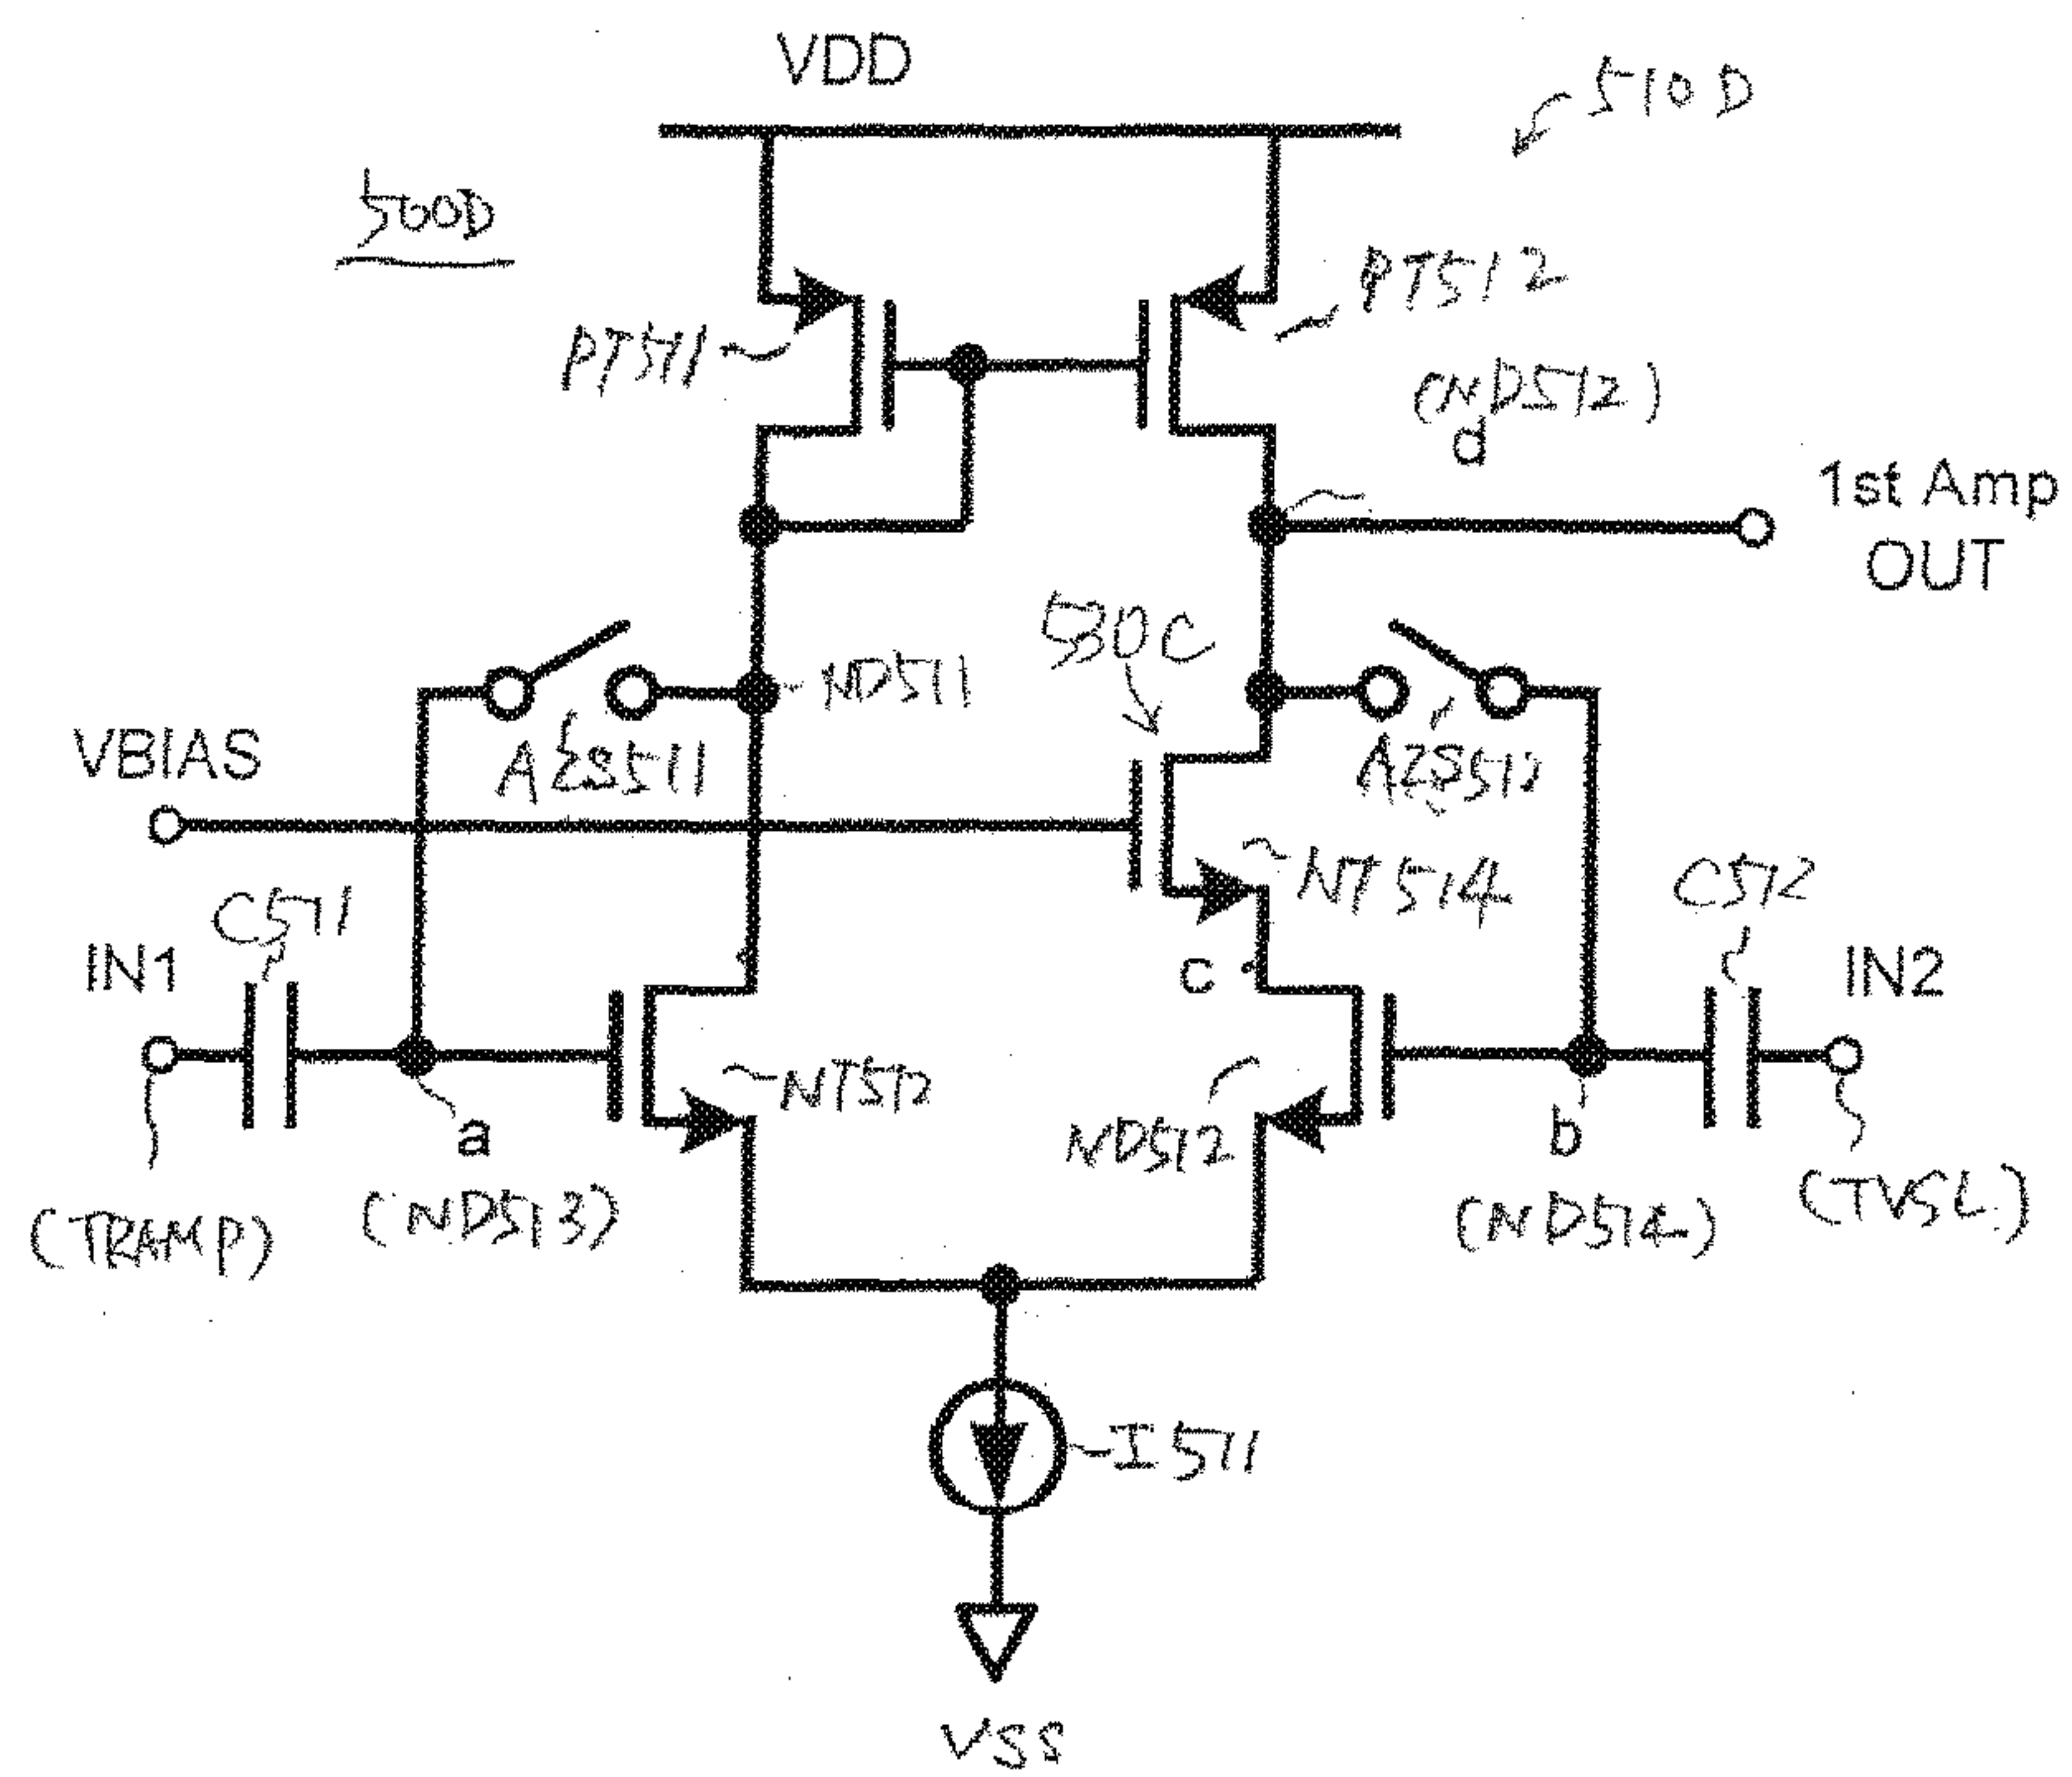 VDD
510D
500D
PT511
PT512
(ND512)
d
1st Amp
OUT
530C
ND511
VBIAS
AZS511
AZS512
NT514
C511
C512
IN1
c
IN2
NT512
a
ND512
b
(TRAMP)
(ND513)
(ND514)
(TVSL)
I511
VSS